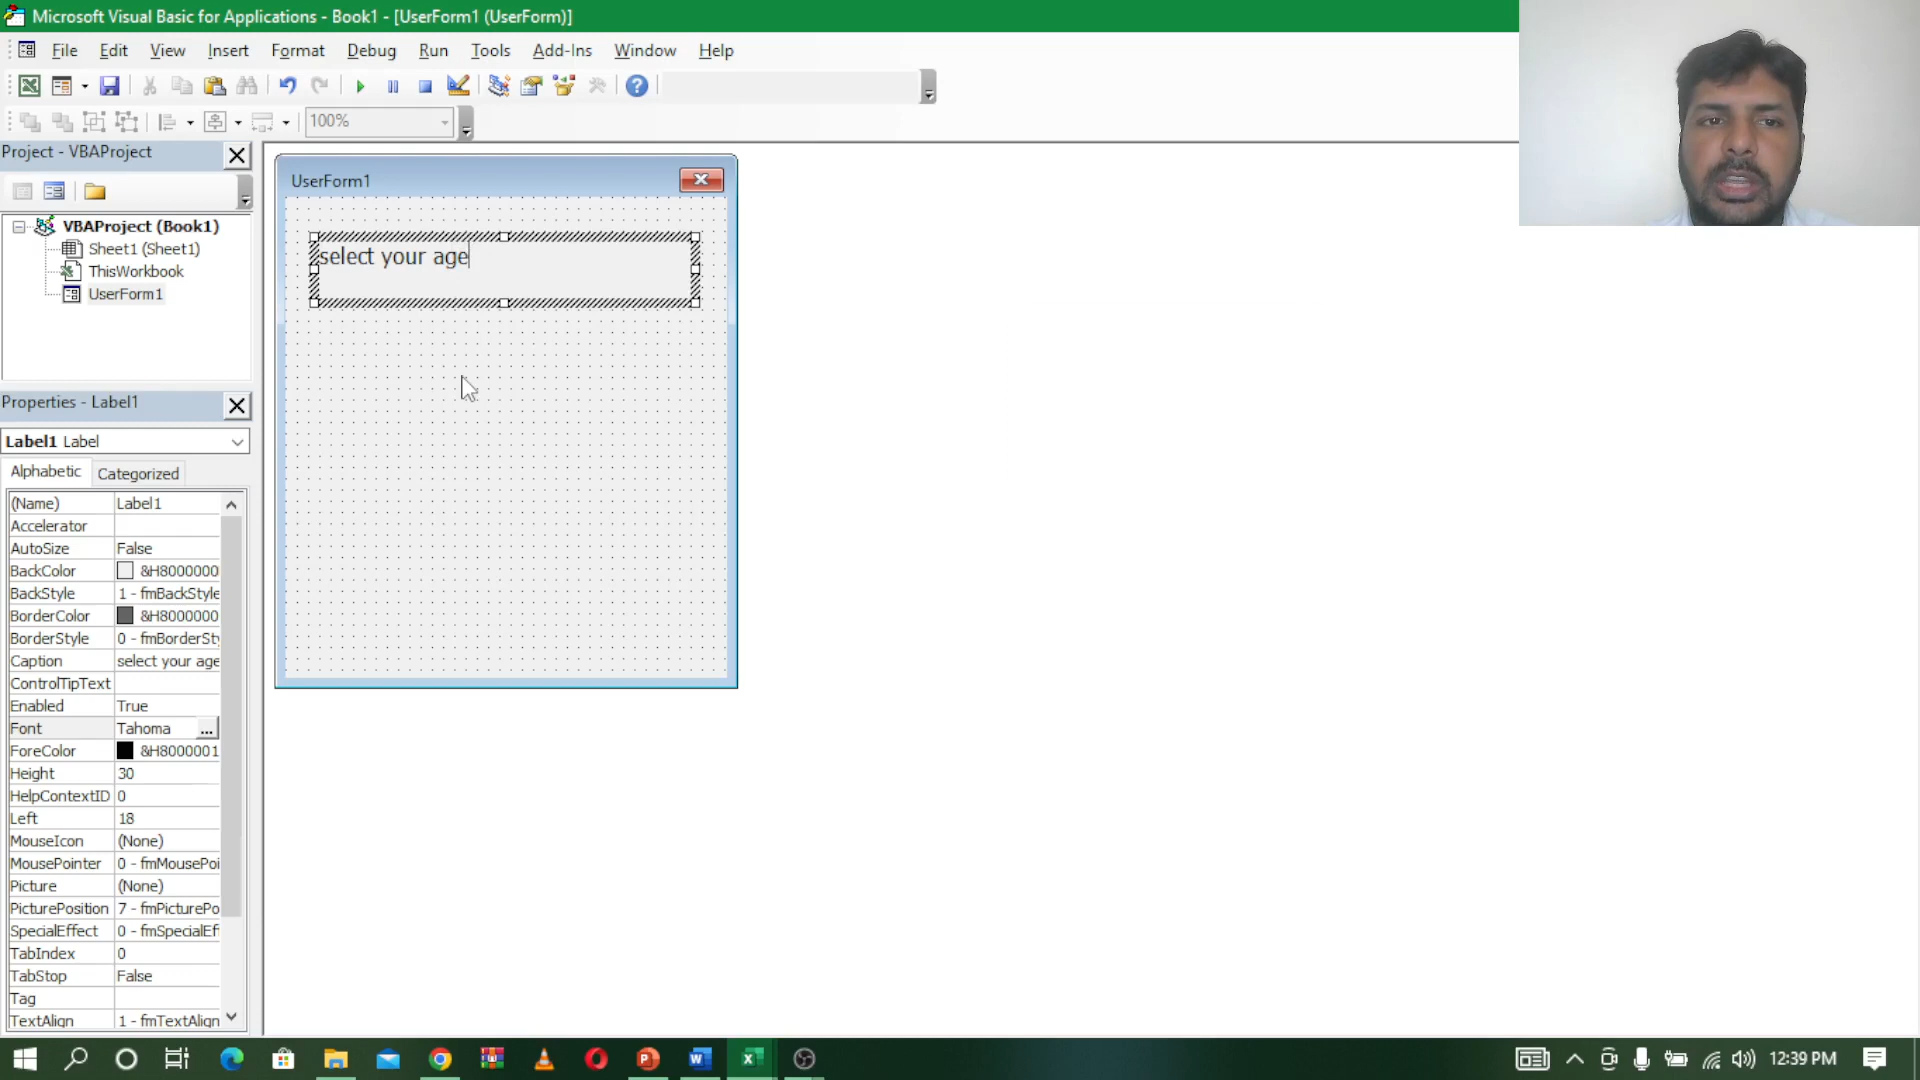 Microsoft Visual Basic for Applications - Book1 - [UserForm1 (UserForm)]
File Edit View Insert Format Debug Run Tools Add-Ins Window Help
100%
Project - VBAProject
VBAProject (Book1)
Sheet1 (Sheet1)
ThisWorkbook
UserForm1
UserForm1
select your age
Properties - Label1
Label1 Label
Alphabetic Categorized
(Name) Label1
Accelerator
AutoSize False
BackColor &H8000000
BackStyle 1 - fmBackStyle
BorderColor &H8000000
BorderStyle 0 - fmBorderSty
Caption select your age
ControlTipText
Enabled True
Font Tahoma ...
ForeColor &H8000001
Height 30
HelpContextID 0
Left 18
MouseIcon (None)
MousePointer 0 - fmMousePoi
Picture (None)
PicturePosition 7 - fmPicturePo
SpecialEffect 0 - fmSpecialEff
TabIndex 0
TabStop False
Tag
TextAlign 1 - fmTextAlign
12:39 PM